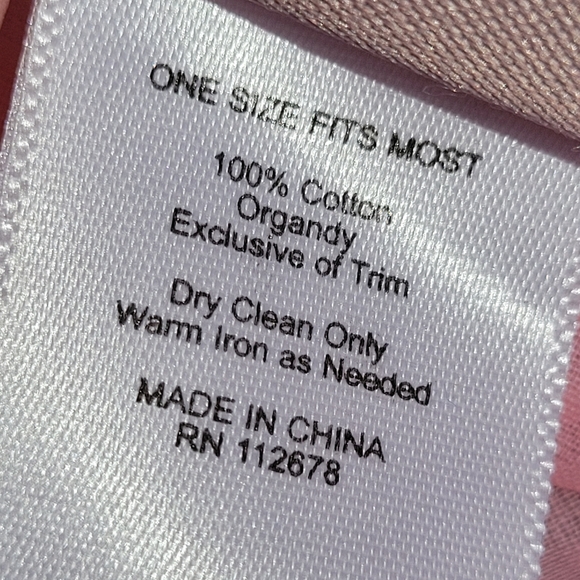 ONE SIZE FITS MOST
100% Cotton
Organdy
Exclusive of Trim
Dry Clean Only
Warm Iron as Needed
MADE IN CHINA
RN 112678